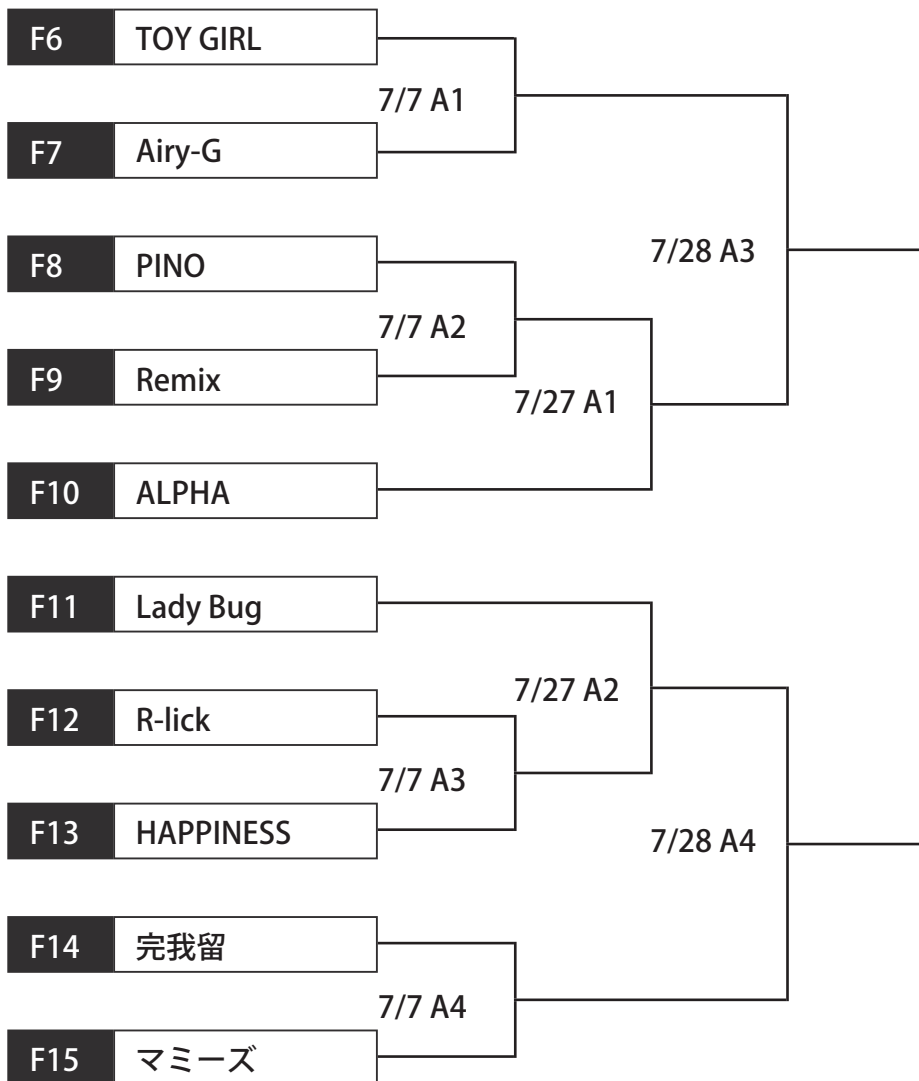 F6 TOY GIRL
7/7 A1
F7 Airy-G
7/28 A3
F8 PINO
7/7 A2
F9 Remix
7/27 A1
F10 ALPHA
F11 Lady Bug
7/27 A2
F12 R-lick
7/7 A3
F13 HAPPINESS
7/28 A4
F14 完我留
7/7 A4
F15 マミーズ